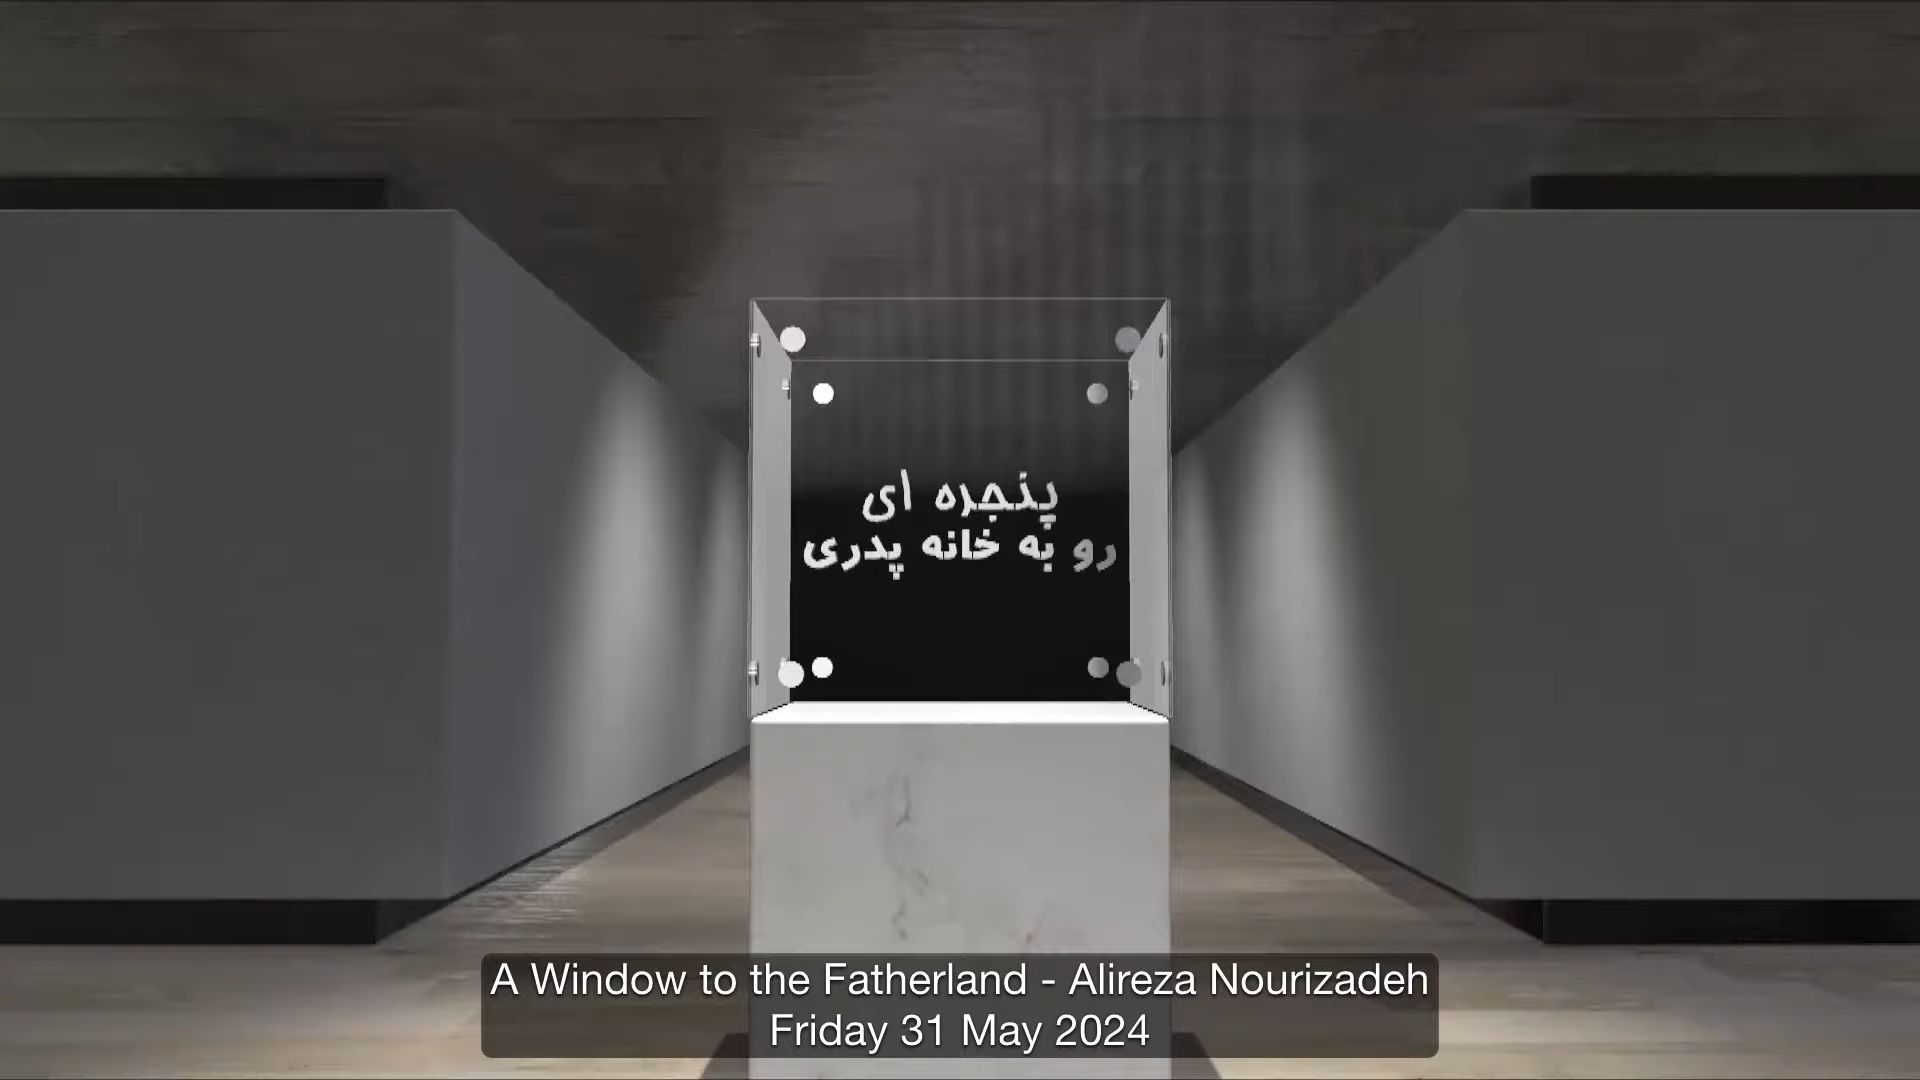 پنجره ای
رو به خانه پدری
A Window to the Fatherland - Alireza Nourizadeh
Friday 31 May 2024